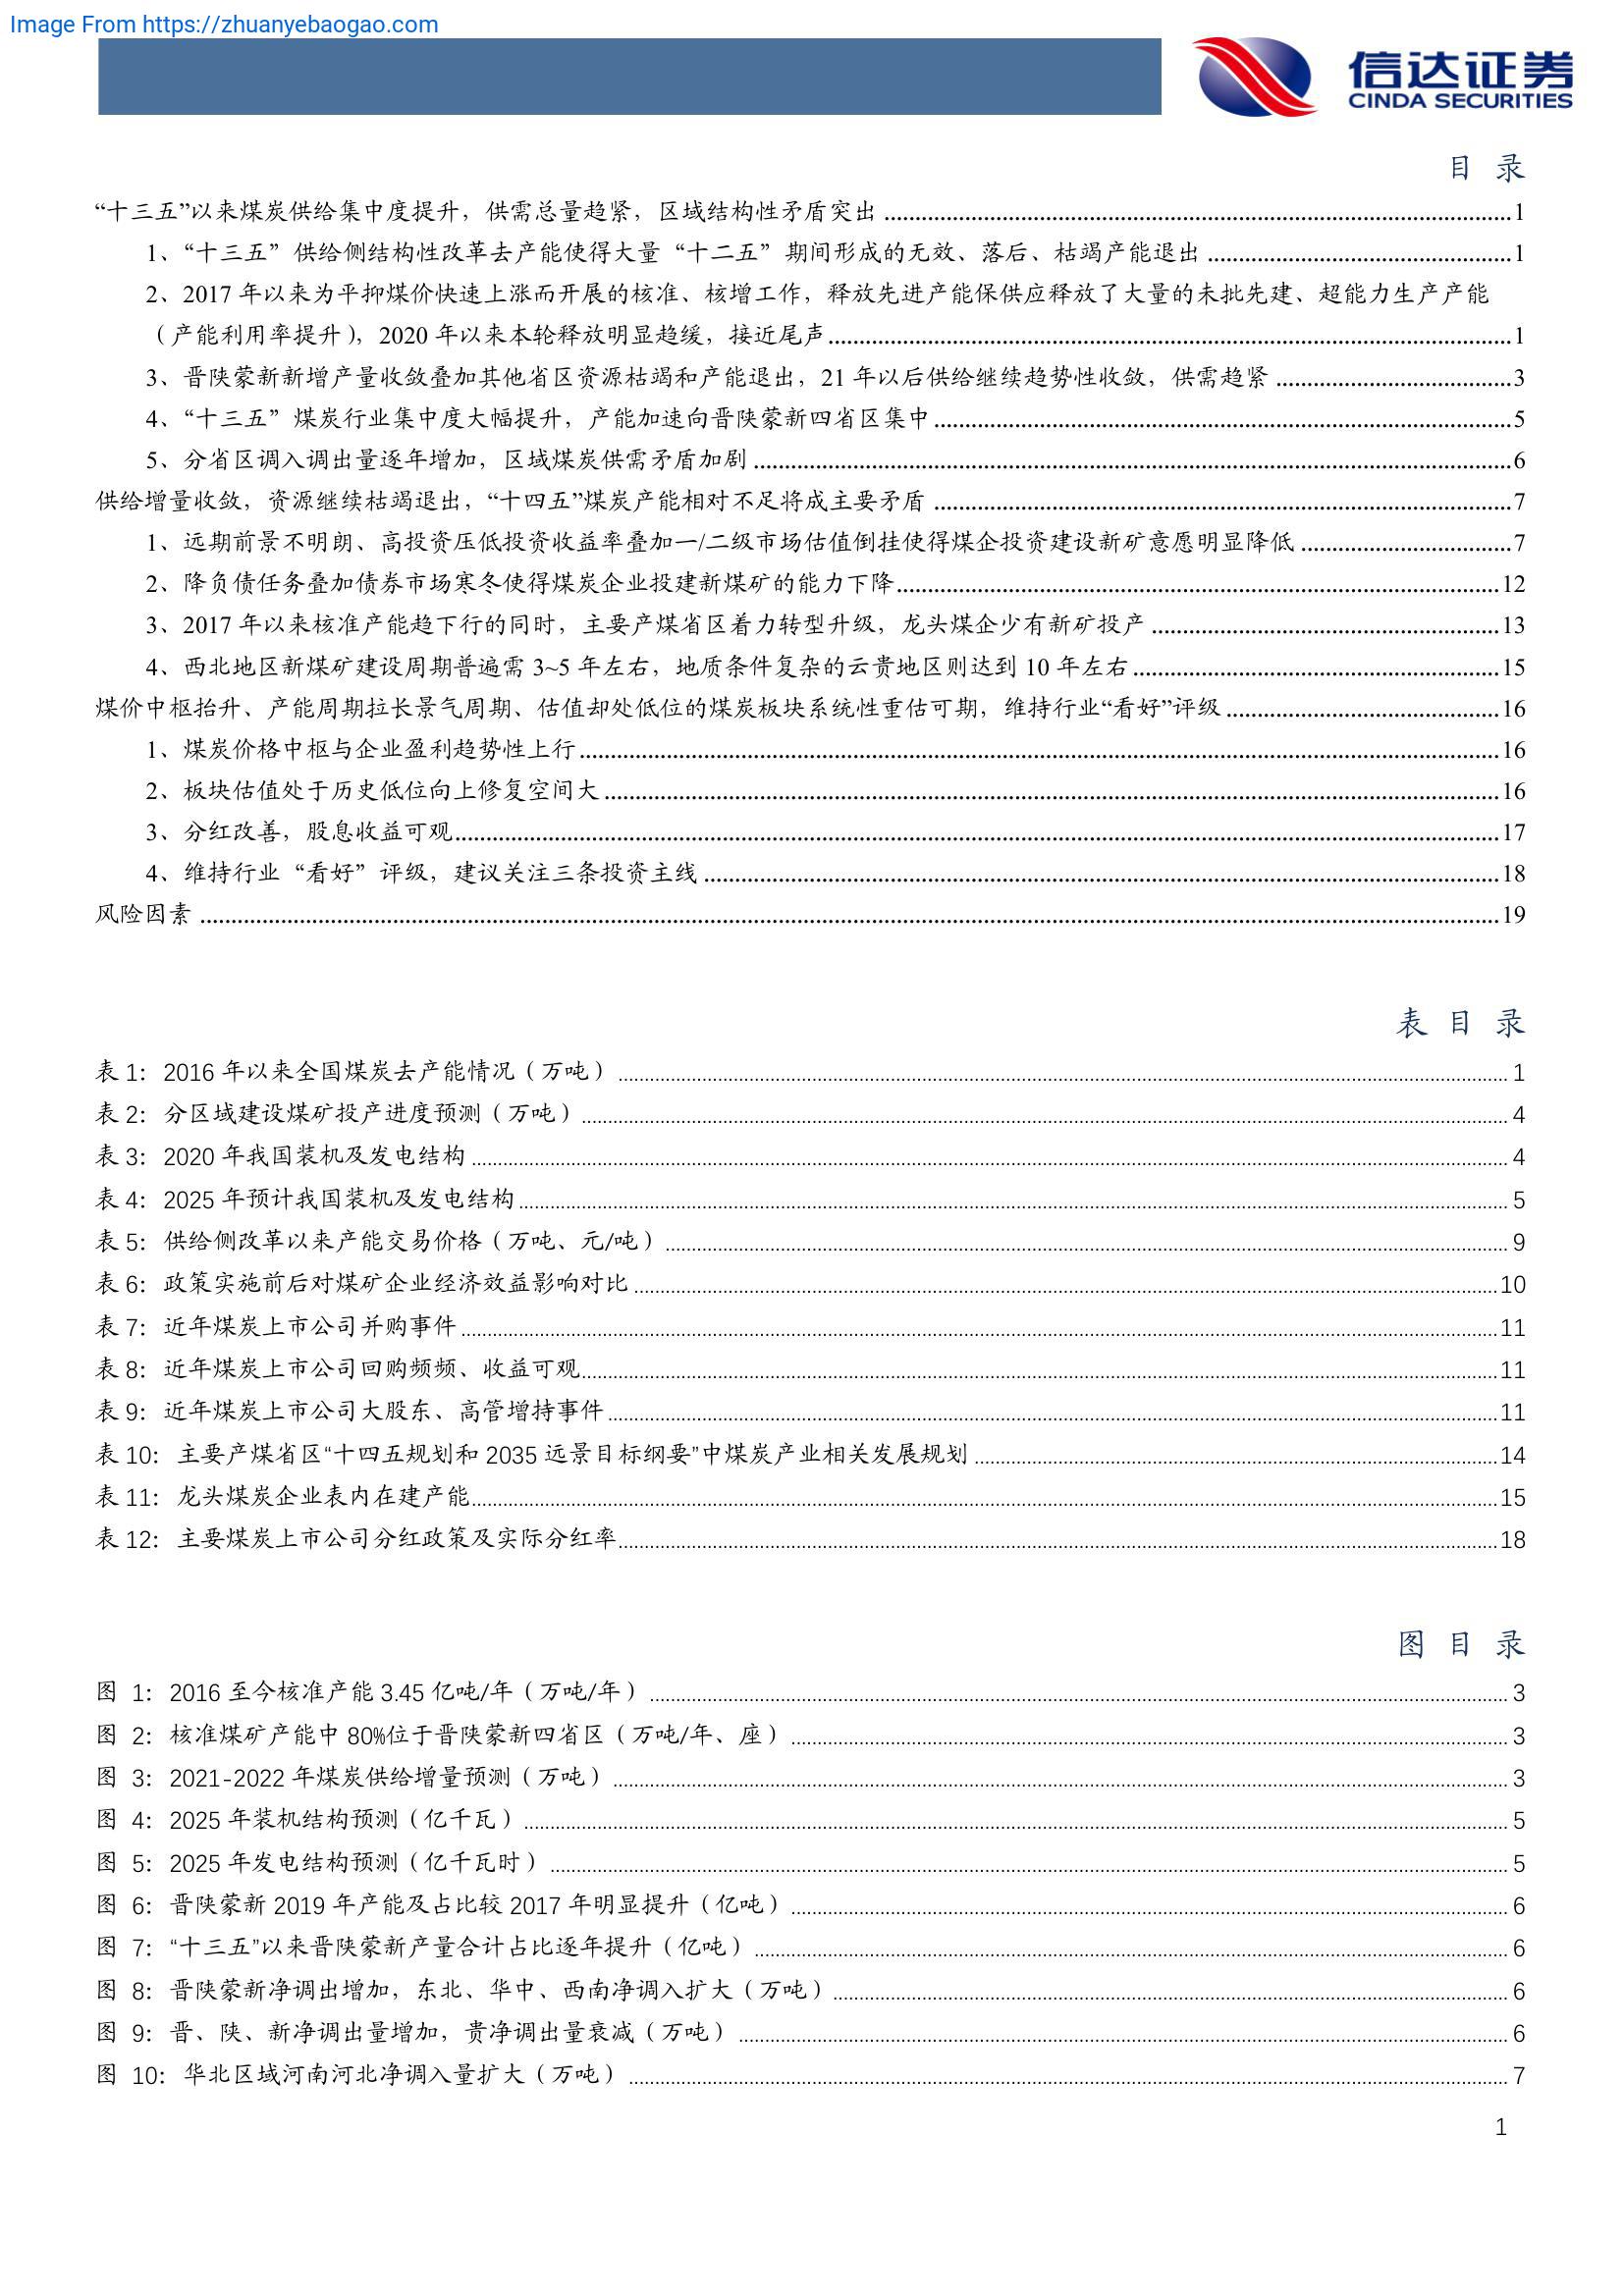 Image From https://zhuanyebaogao.com
信达证券
CINDA SECURITIES
目 录
“十三五”以来煤炭供给集中度提升，供需总量趋紧，区域结构性矛盾突出 ........ 1
1、“十三五”供给侧结构性改革去产能使得大量“十二五”期间形成的无效、落后、枯竭产能退出 ........ 1
2、2017 年以来为平抑煤价快速上涨而开展的核准、核增工作，释放先进产能保供应释放了大量的未批先建、超能力生产产能
（产能利用率提升），2020 年以来本轮释放明显趋缓，接近尾声 ........ 1
3、晋陕蒙新新增产量收敛叠加其他省区资源枯竭和产能退出，21 年以后供给继续趋势性收敛，供需趋紧 ........ 3
4、“十三五”煤炭行业集中度大幅提升，产能加速向晋陕蒙新四省区集中 ........ 5
5、分省区调入调出量逐年增加，区域煤炭供需矛盾加剧 ........ 6
供给增量收敛，资源继续枯竭退出，“十四五”煤炭产能相对不足将成主要矛盾 ........ 7
1、远期前景不明朗、高投资压低投资收益率叠加一/二级市场估值倒挂使得煤企投资建设新矿意愿明显降低 ........ 7
2、降负债任务叠加债券市场寒冬使得煤炭企业投建新煤矿的能力下降 ........ 12
3、2017 年以来核准产能趋下行的同时，主要产煤省区着力转型升级，龙头煤企少有新矿投产 ........ 13
4、西北地区新煤矿建设周期普遍需 3~5 年左右，地质条件复杂的云贵地区则达到 10 年左右 ........ 15
煤价中枢抬升、产能周期拉长景气周期、估值却处低位的煤炭板块系统性重估可期，维持行业“看好”评级 ........ 16
1、煤炭价格中枢与企业盈利趋势性上行 ........ 16
2、板块估值处于历史低位向上修复空间大 ........ 16
3、分红改善，股息收益可观 ........ 17
4、维持行业“看好”评级，建议关注三条投资主线 ........ 18
风险因素 ........ 19
表 目 录
表 1：2016 年以来全国煤炭去产能情况（万吨） ........ 1
表 2：分区域建设煤矿投产进度预测（万吨） ........ 4
表 3：2020 年我国装机及发电结构 ........ 4
表 4：2025 年预计我国装机及发电结构 ........ 5
表 5：供给侧改革以来产能交易价格（万吨、元/吨） ........ 9
表 6：政策实施前后对煤矿企业经济效益影响对比 ........ 10
表 7：近年煤炭上市公司并购事件 ........ 11
表 8：近年煤炭上市公司回购频频、收益可观 ........ 11
表 9：近年煤炭上市公司大股东、高管增持事件 ........ 11
表 10：主要产煤省区“十四五规划和 2035 远景目标纲要”中煤炭产业相关发展规划 ........ 14
表 11：龙头煤炭企业表内在建产能 ........ 15
表 12：主要煤炭上市公司分红政策及实际分红率 ........ 18
图 目 录
图 1：2016 至今核准产能 3.45 亿吨/年（万吨/年） ........ 3
图 2：核准煤矿产能中 80%位于晋陕蒙新四省区（万吨/年、座） ........ 3
图 3：2021-2022 年煤炭供给增量预测（万吨） ........ 3
图 4：2025 年装机结构预测（亿千瓦） ........ 5
图 5：2025 年发电结构预测（亿千瓦时） ........ 5
图 6：晋陕蒙新 2019 年产能及占比较 2017 年明显提升（亿吨） ........ 6
图 7：“十三五”以来晋陕蒙新产量合计占比逐年提升（亿吨） ........ 6
图 8：晋陕蒙新净调出增加，东北、华中、西南净调入扩大（万吨） ........ 6
图 9：晋、陕、新净调出量增加，贵净调出量衰减（万吨） ........ 6
图 10：华北区域河南河北净调入量扩大（万吨） ........ 7
1